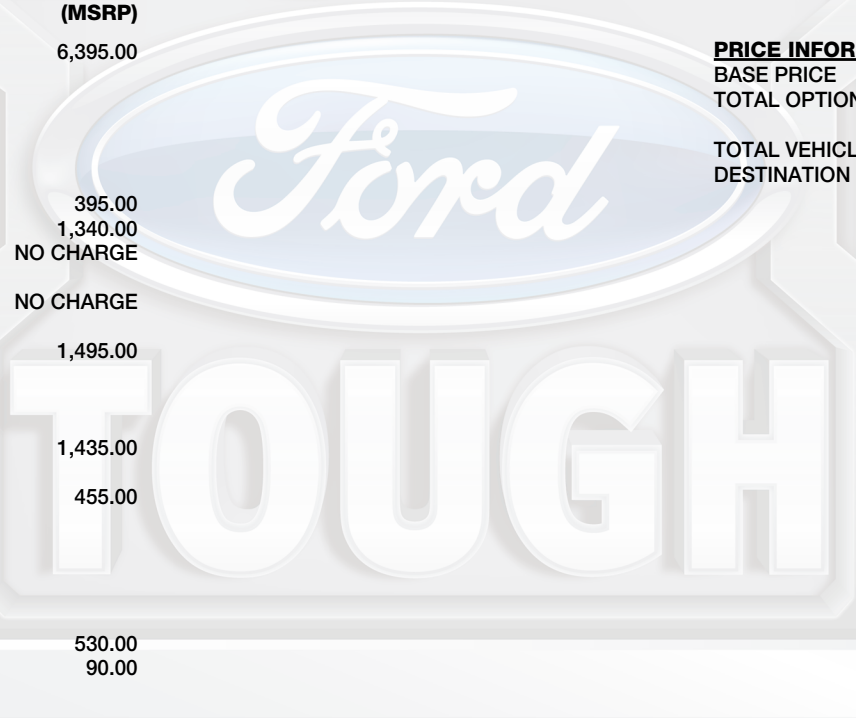 (MSRP)
6,395.00
395.00
1,340.00
NO CHARGE
NO CHARGE
1,495.00
1,435.00
455.00
530.00
90.00
PRICE INFOR
BASE PRICE
TOTAL OPTION
TOTAL VEHICL
DESTINATION
Ford
TOUGH